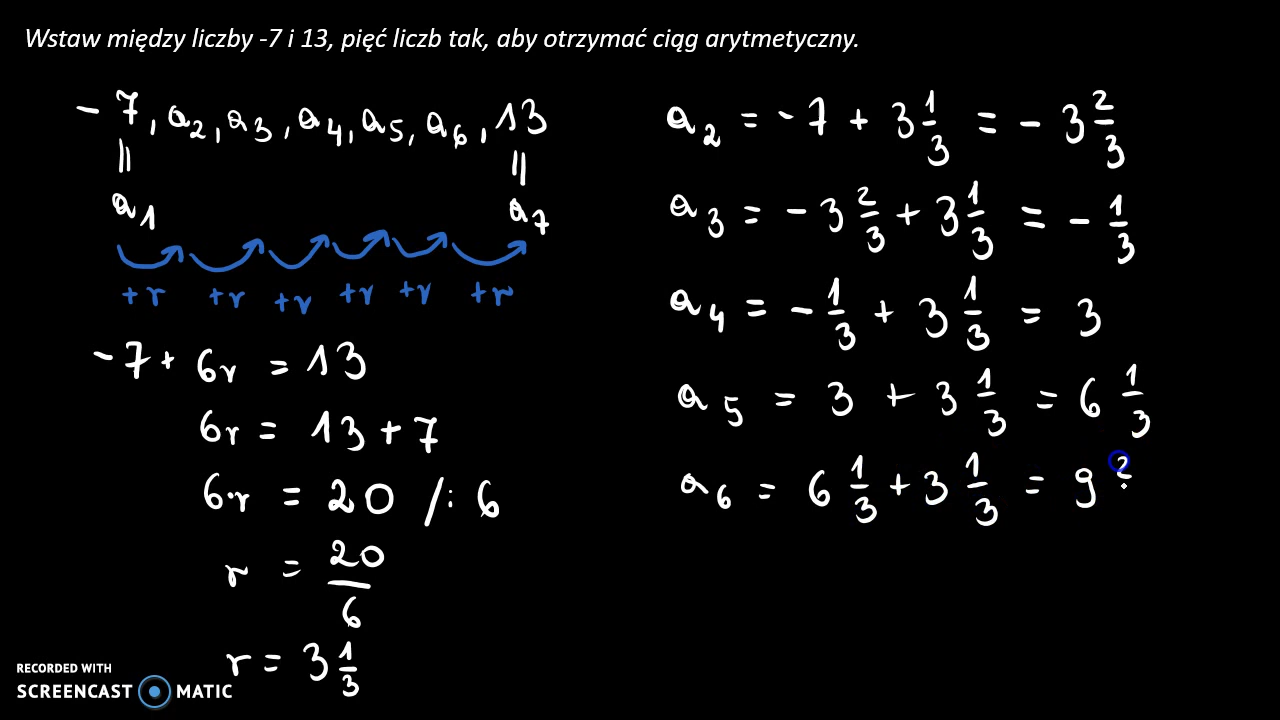 Wstaw między liczby -7 i 13, pięć liczb tak, aby otrzymać ciąg arytmetyczny.
-7, a₂, a₃, a₄, a₅, a₆, 13
|| ||
a₁ a₇
+r +r +r +r +r +r
-7 + 6r = 13
6r = 13 + 7
6·r = 20 /: 6
r = 20/6
r = 3 1/3
a₂ = -7 + 3 1/3 = -3 2/3
a₃ = -3 2/3 + 3 1/3 = -1/3
a₄ = -1/3 + 3 1/3 = 3
a₅ = 3 + 3 1/3 = 6 1/3
a₆ = 6 1/3 + 3 1/3 = 9 2
RECORDED WITH
SCREENCAST MATIC